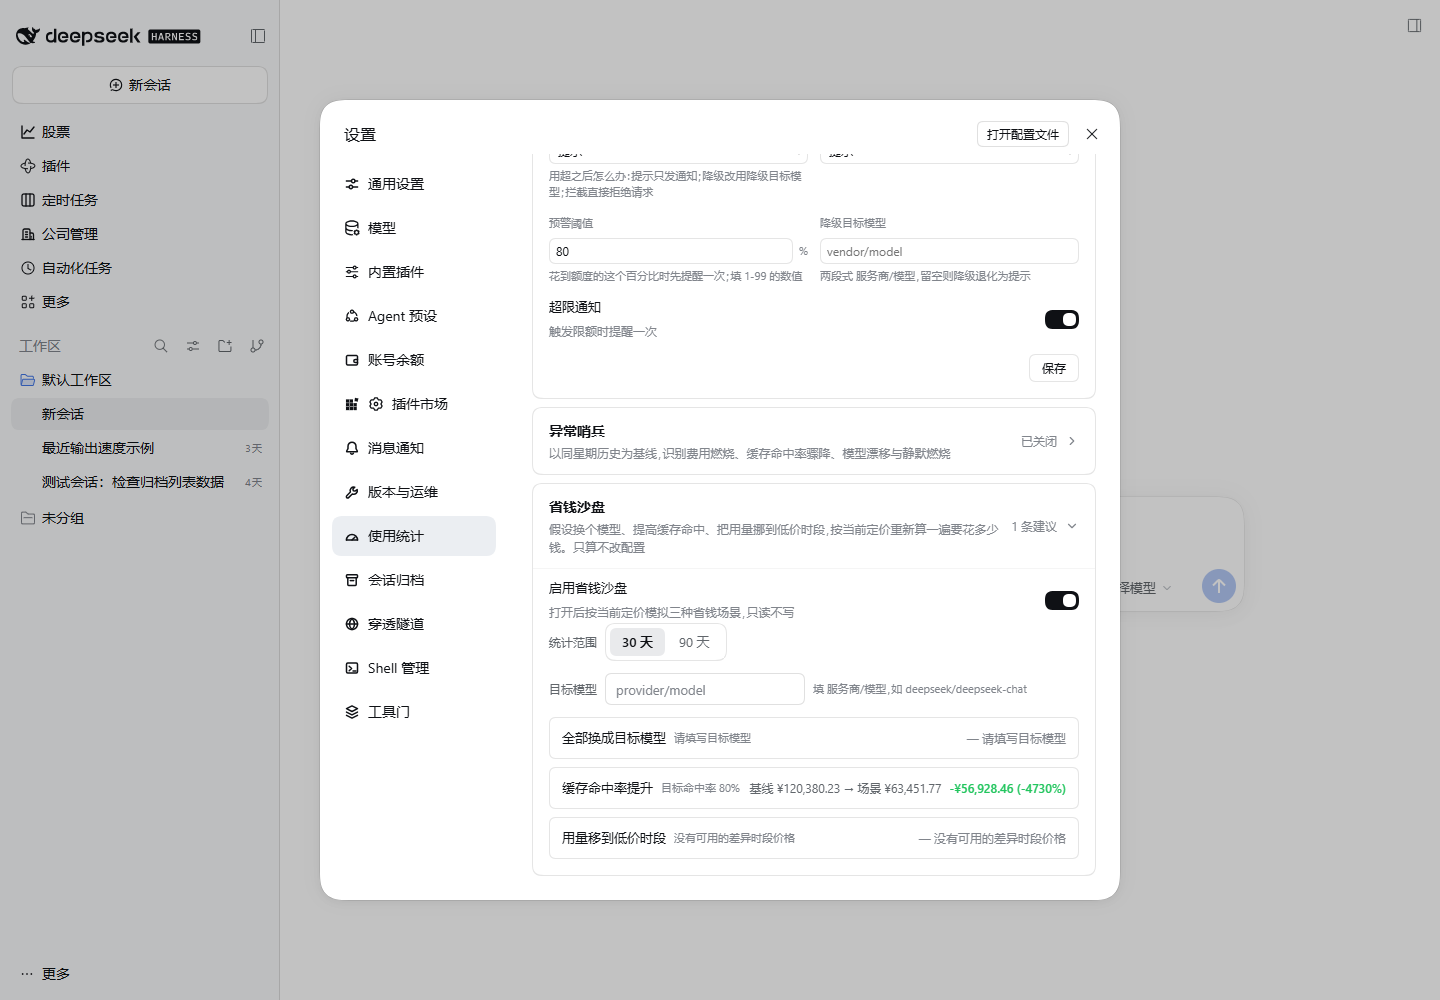 deepseek HARNESS
新会话
股票
插件
定时任务
公司管理
自动化任务
更多
工作区
默认工作区
新会话
最近输出速度示例 3天
测试会话：检查归档列表数据 4天
未分组
更多
设置
打开配置文件
通用设置
模型
内置插件
Agent 预设
账号余额
插件市场
消息通知
版本与运维
使用统计
会话归档
穿透隧道
Shell 管理
工具门
提示 提示
用超之后怎么办:提示只发通知;降级改用降级目标模
型;拦截直接拒绝请求
预警阈值 降级目标模型
80 % vendor/model
花到额度的这个百分比时先提醒一次;填 1-99 的数值 两段式 服务商/模型,留空则降级退化为提示
超限通知
触发限额时提醒一次
保存
异常哨兵
以同星期历史为基线,识别费用燃烧、缓存命中率骤降、模型漂移与静默燃烧
已关闭
省钱沙盘
假设换个模型、提高缓存命中、把用量挪到低价时段,按当前定价重新算一遍要花多少
钱。只算不改配置
1 条建议
启用省钱沙盘
打开后按当前定价模拟三种省钱场景,只读不写
统计范围 30 天 90 天
目标模型 provider/model 填 服务商/模型,如 deepseek/deepseek-chat
全部换成目标模型 请填写目标模型 — 请填写目标模型
缓存命中率提升 目标命中率 80% 基线 ¥120,380.23 → 场景 ¥63,451.77 -¥56,928.46 (-4730%)
用量移到低价时段 没有可用的差异时段价格 — 没有可用的差异时段价格
择模型